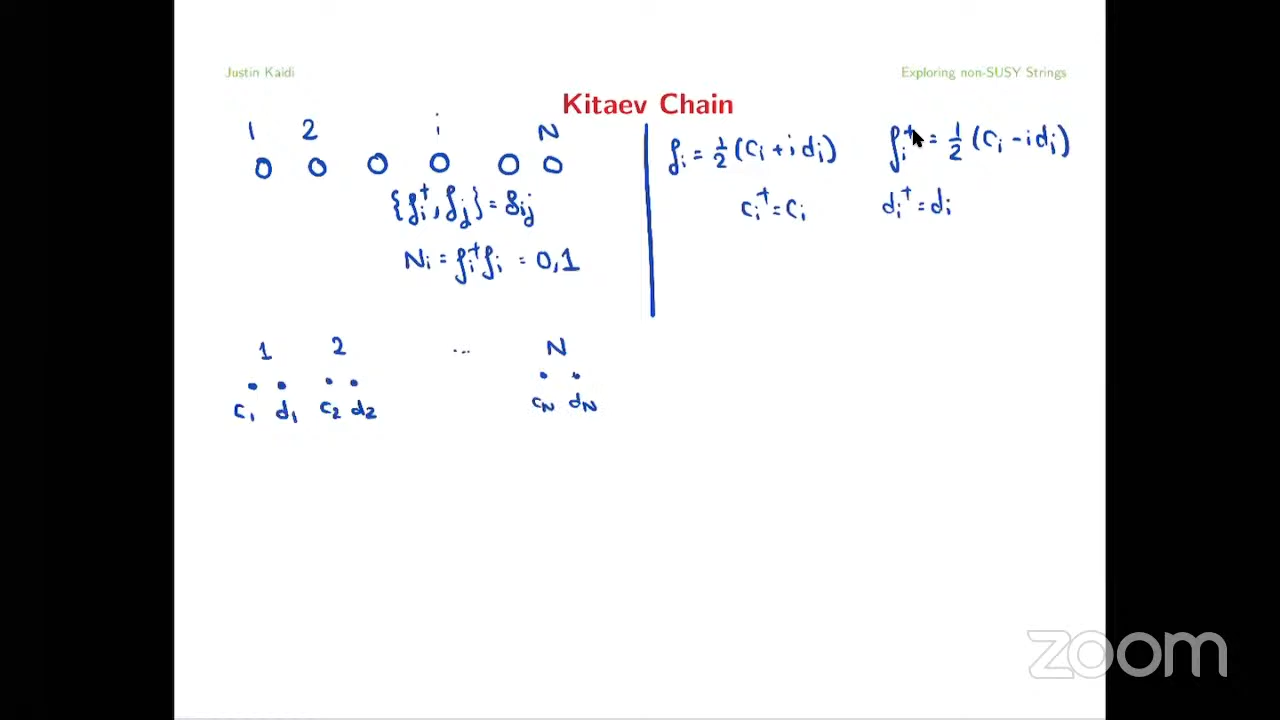 Justin Kaidi
Exploring non-SUSY Strings
Kitaev Chain
1 2 i N
{f_i^†, f_j} = δ_ij
N_i = f_i^† f_i = 0,1
f_i = 1/2 (c_i + i d_i)
f_i^† = 1/2 (c_i - i d_i)
c_i^† = c_i
d_i^† = d_i
1 2 ... N
c_1 d_1 c_2 d_2 c_N d_N
zoom